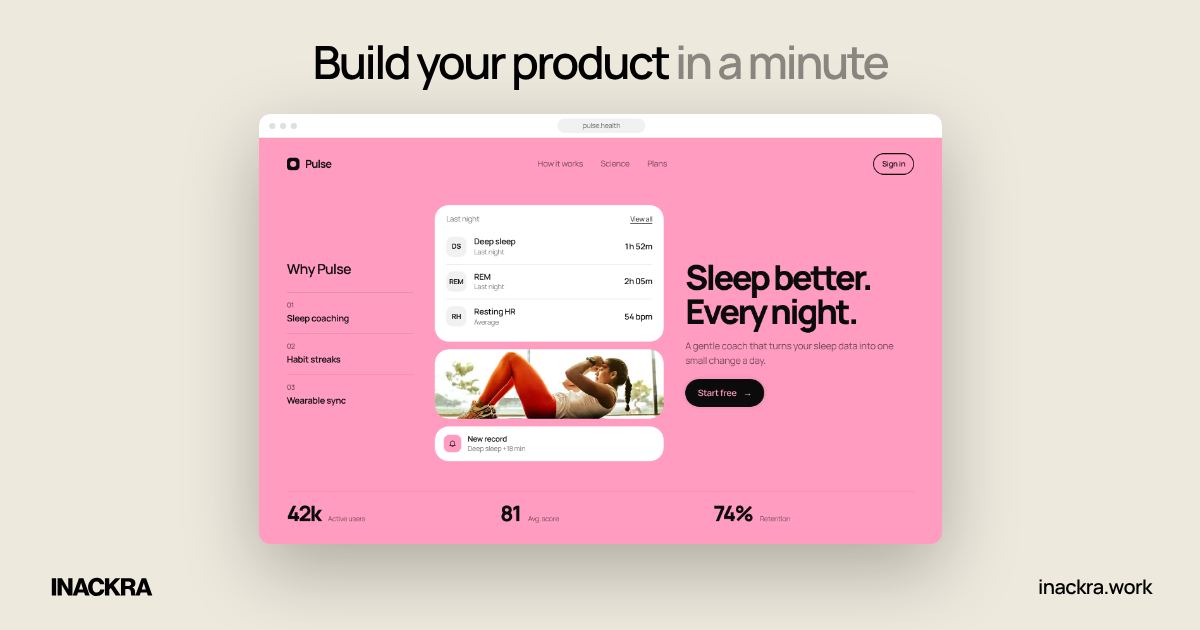 Build your product in a minute
pulse.health
Pulse
How it works
Science
Plans
Sign in
Why Pulse
01
Sleep coaching
02
Habit streaks
03
Wearable sync
Last night
View all
DS
Deep sleep
Last night
1h 52m
REM
REM
Last night
2h 05m
RH
Resting HR
Average
54 bpm
New record
Deep sleep +18 min
Sleep better.
Every night.
A gentle coach that turns your sleep data into one
small change a day.
Start free →
42k Active users
81 Avg. score
74% Retention
INACKRA
inackra.work